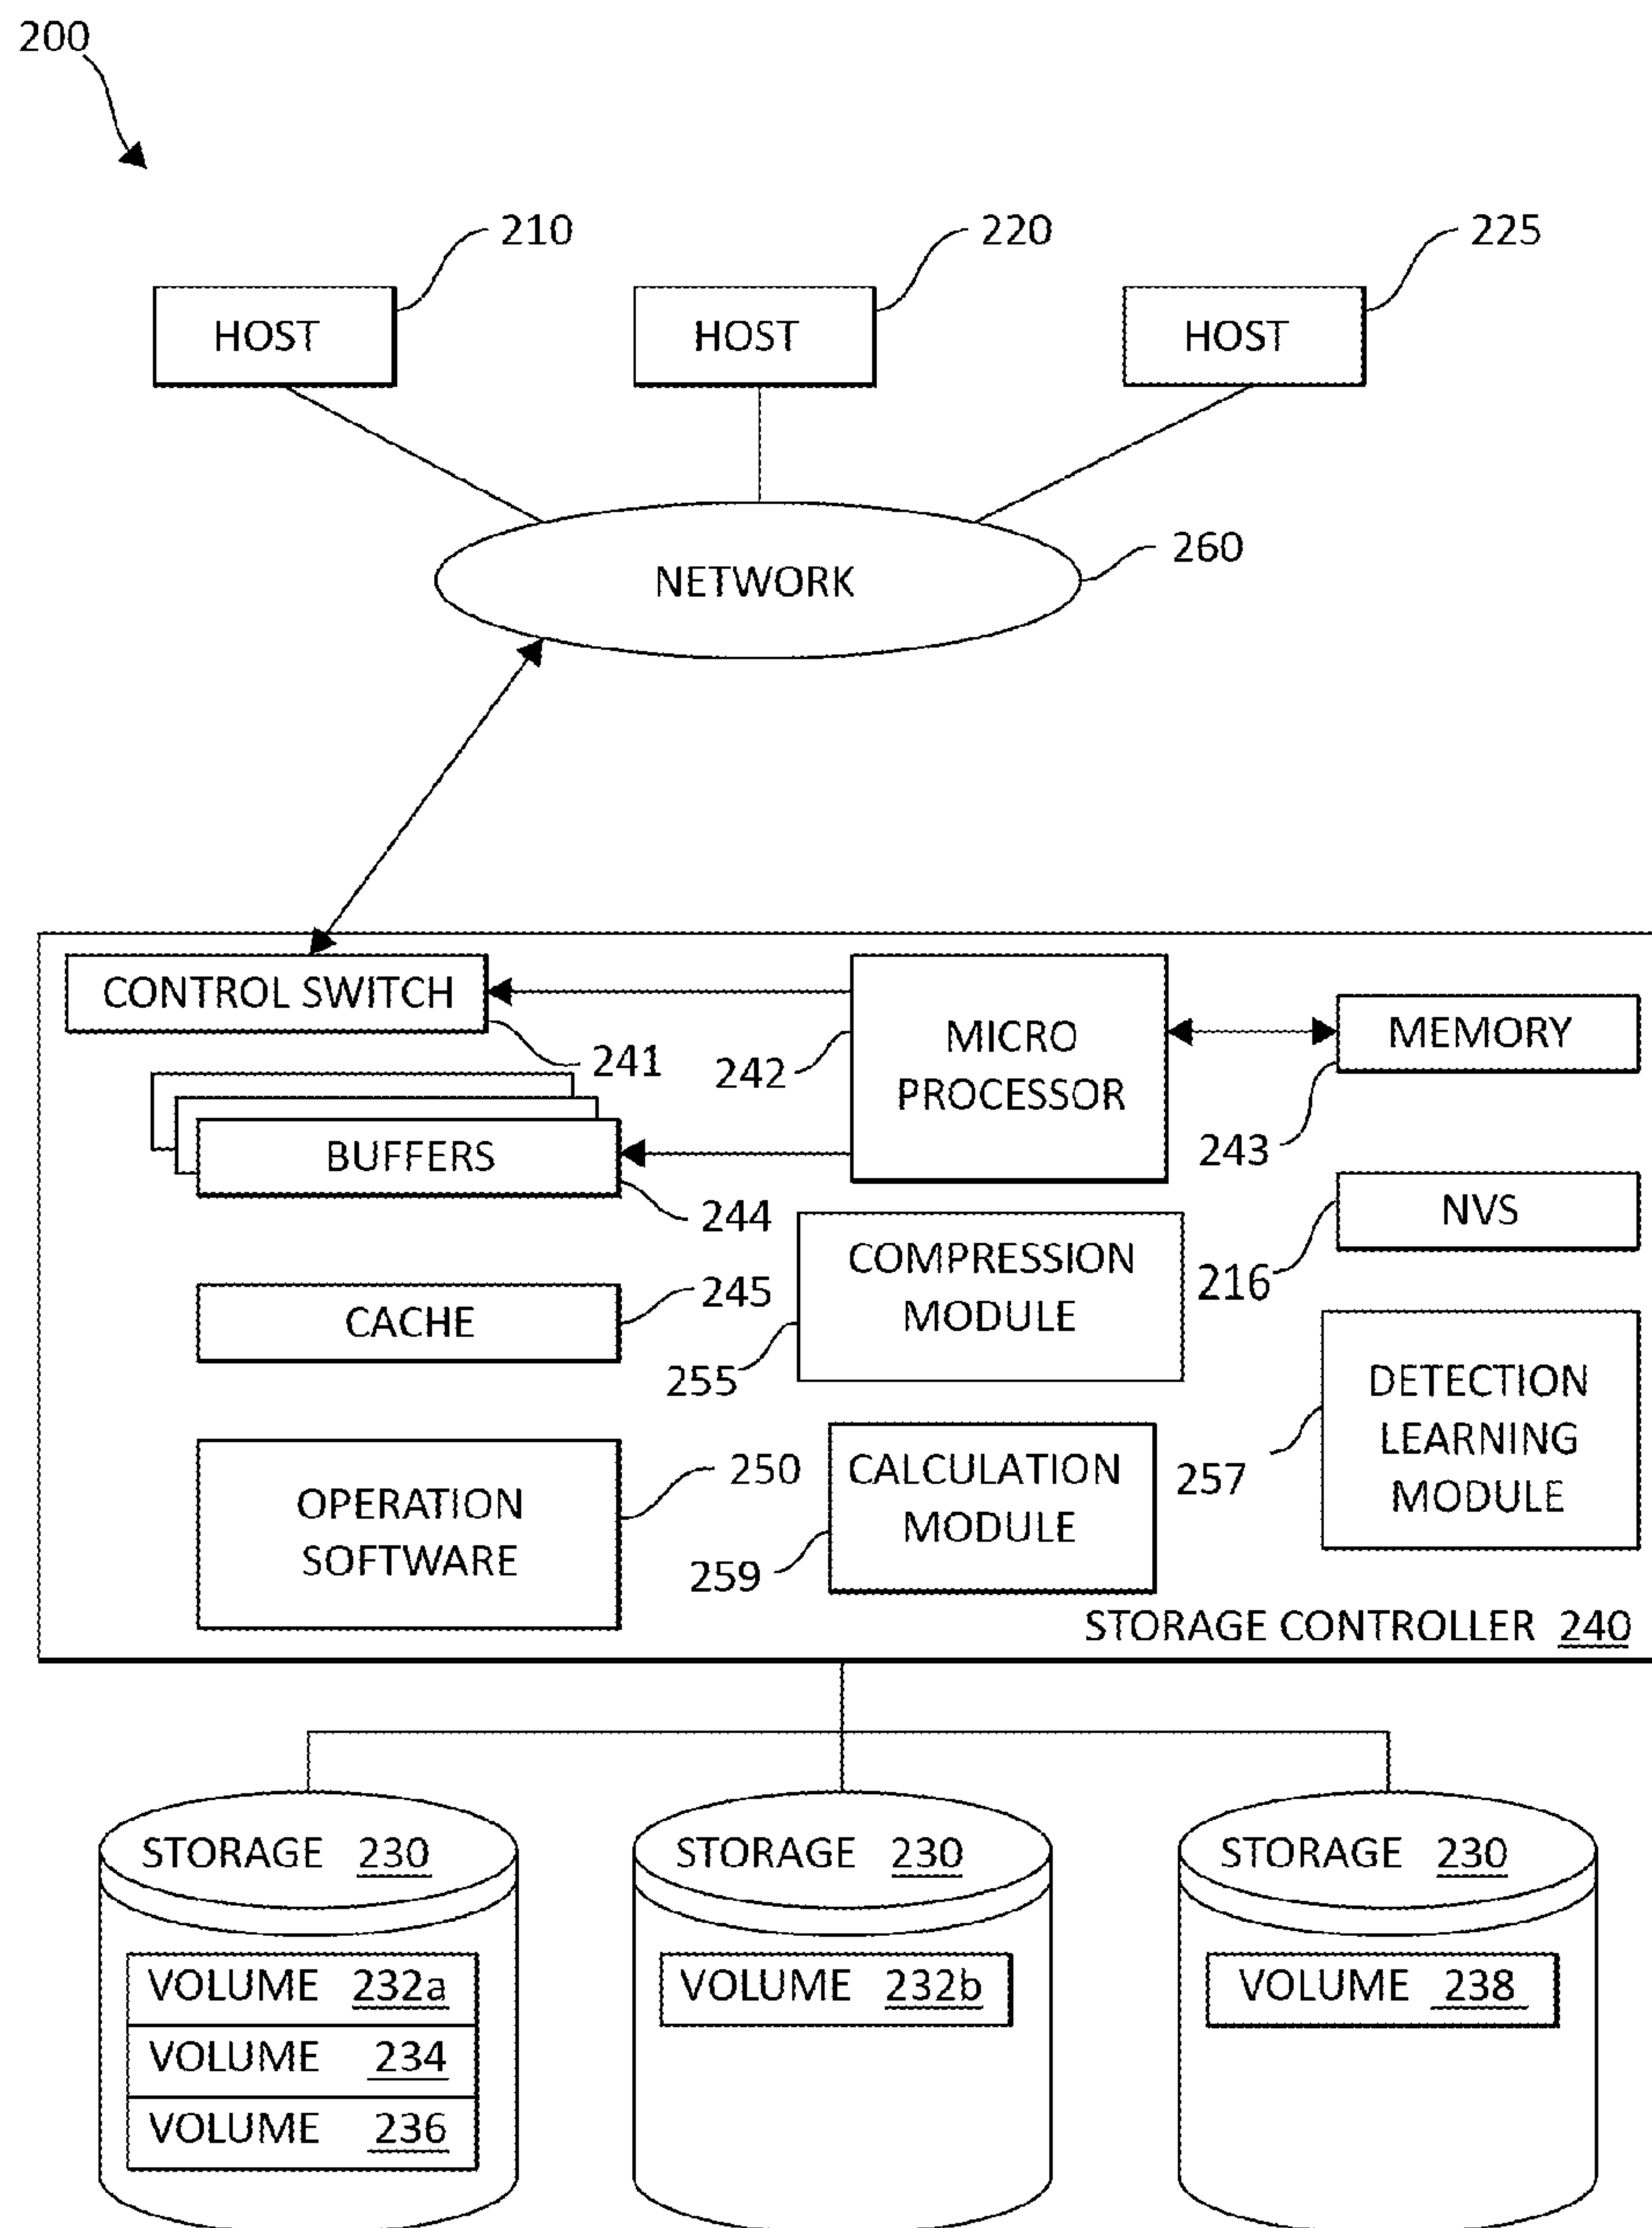 200
210
220
225
HOST
HOST
HOST
260
NETWORK
CONTROL SWITCH
241
242
MICRO
PROCESSOR
MEMORY
243
BUFFERS
244
NVS
216
COMPRESSION
MODULE
255
CACHE
245
DETECTION
LEARNING
MODULE
257
OPERATION
SOFTWARE
250
CALCULATION
MODULE
259
STORAGE CONTROLLER 240
STORAGE 230
STORAGE 230
STORAGE 230
VOLUME 232a
VOLUME 234
VOLUME 236
VOLUME 232b
VOLUME 238